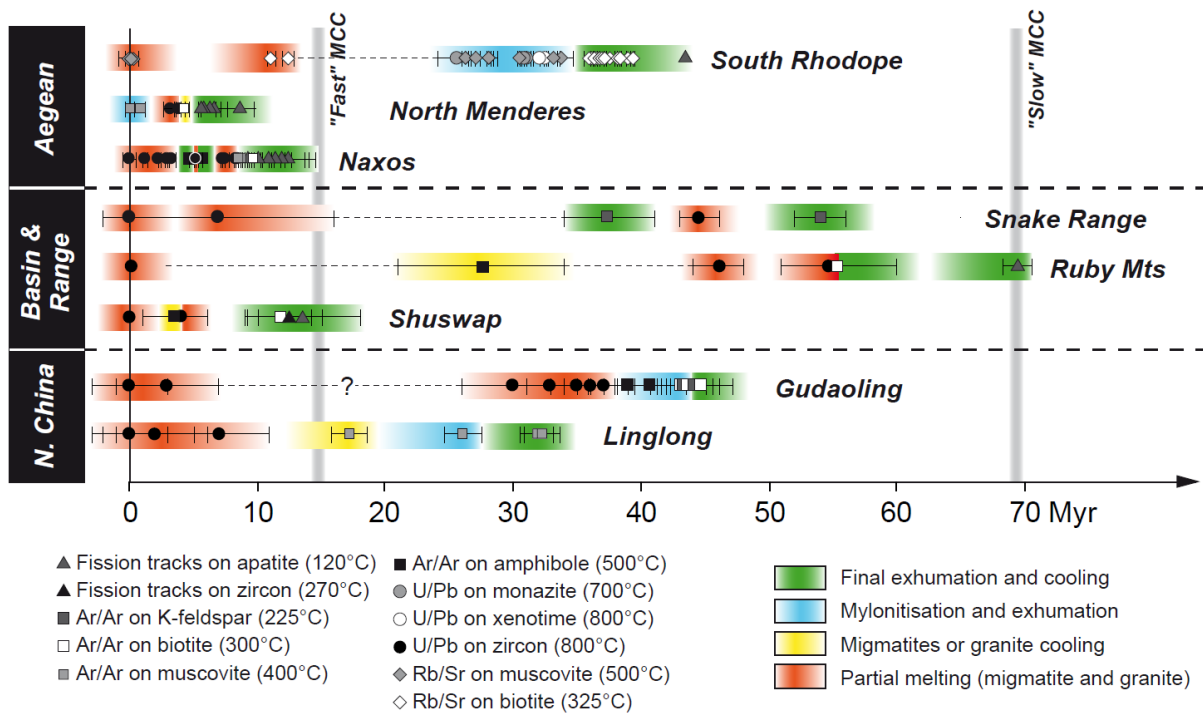 Aegean
Basin &
Range
N. China
"Fast" MCC
"Slow" MCC
South Rhodope
North Menderes
Naxos
Snake Range
Ruby Mts
Shuswap
?
Gudaoling
Linglong
0 10 20 30 40 50 60 70 Myr
Fission tracks on apatite (120°C)
Fission tracks on zircon (270°C)
Ar/Ar on K-feldspar (225°C)
Ar/Ar on biotite (300°C)
Ar/Ar on muscovite (400°C)
Ar/Ar on amphibole (500°C)
U/Pb on monazite (700°C)
U/Pb on xenotime (800°C)
U/Pb on zircon (800°C)
Rb/Sr on muscovite (500°C)
Rb/Sr on biotite (325°C)
Final exhumation and cooling
Mylonitisation and exhumation
Migmatites or granite cooling
Partial melting (migmatite and granite)